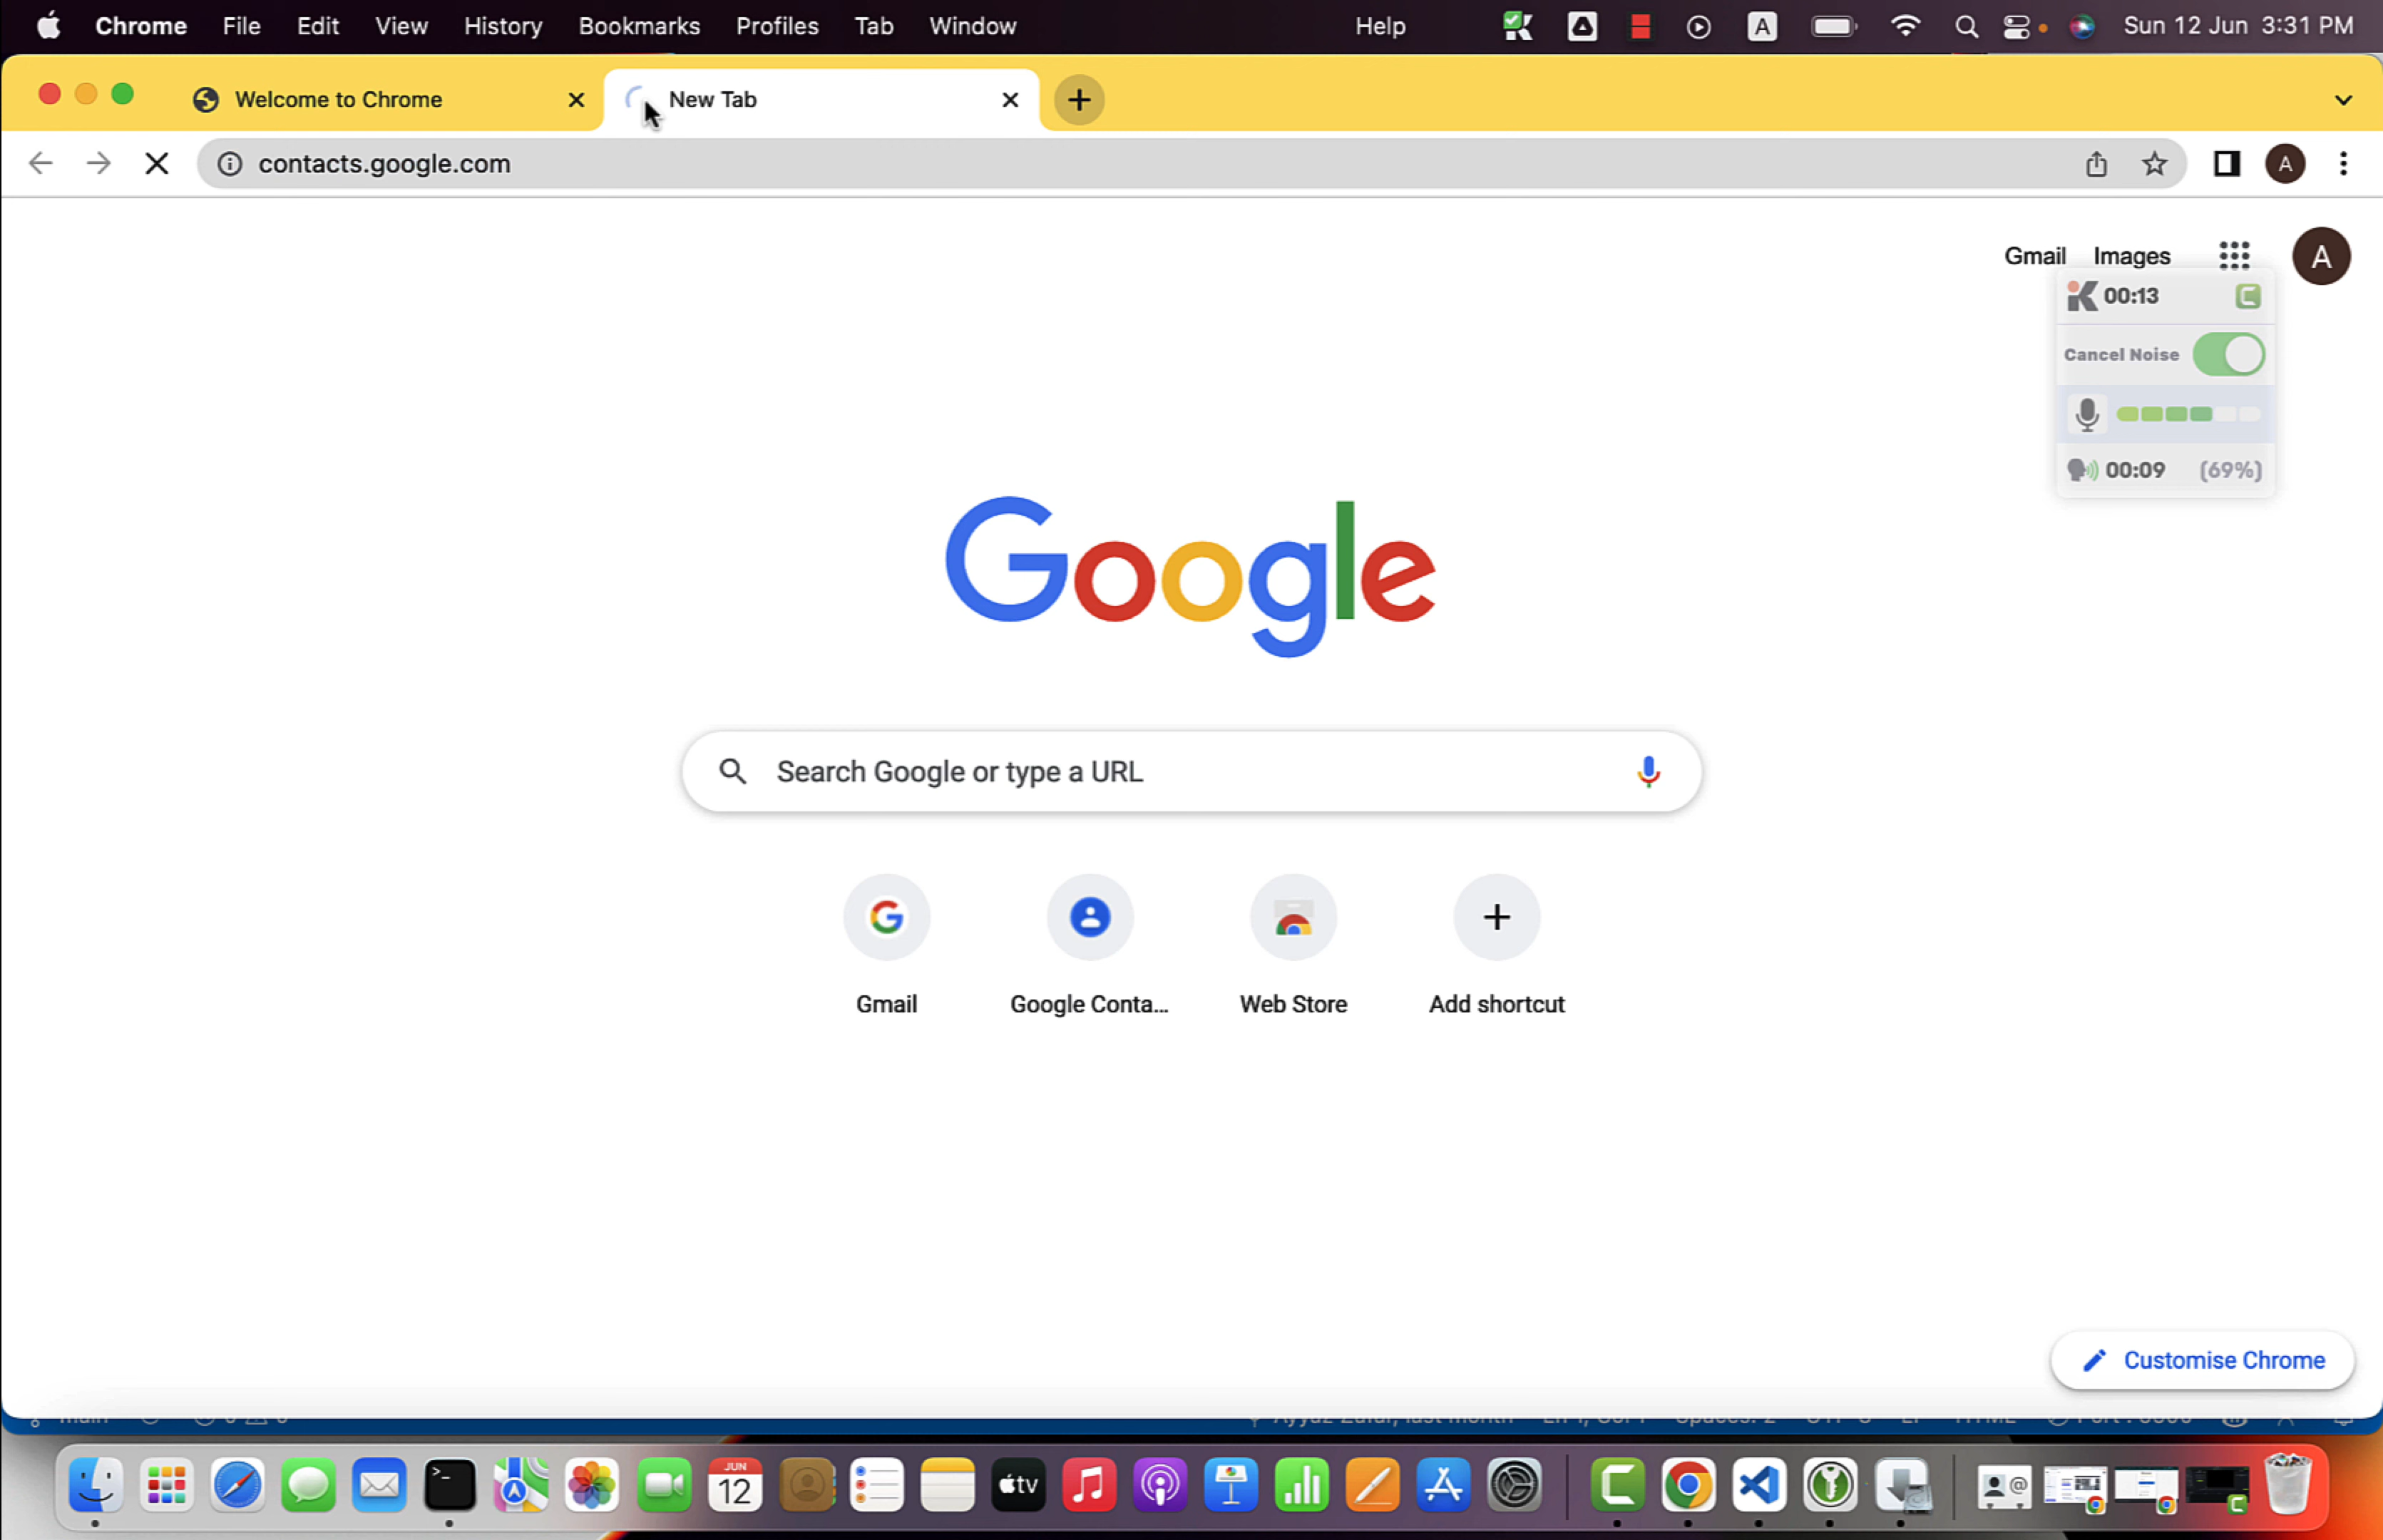 Chrome File Edit View History Bookmarks Profiles Tab Window Help A Sun 12 Jun 3:31 PM
Welcome to Chrome New Tab
contacts.google.com A
Gmail Images A
00:13
Cancel Noise
00:09 (69%)
Google
Search Google or type a URL
Gmail Google Conta... Web Store Add shortcut
Customise Chrome
JUN
12
tv